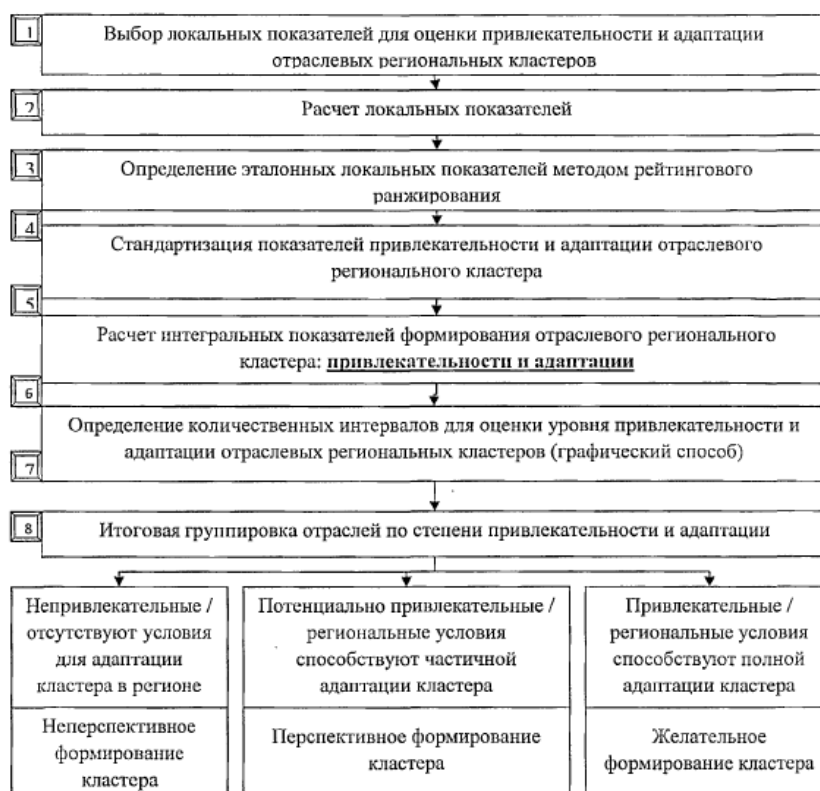 1
Выбор локальных показателей для оценки привлекательности и адаптации
отраслевых региональных кластеров
2
Расчет локальных показателей
3
Определение эталонных локальных показателей методом рейтингового
ранжирования
4
Стандартизация показателей привлекательности и адаптации отраслевого
регионального кластера
5
Расчет интегральных показателей формирования отраслевого регионального
кластера: привлекательности и адаптации
6
Определение количественных интервалов для оценки уровня привлекательности и
адаптации отраслевых региональных кластеров (графический способ)
7
8
Итоговая группировка отраслей по степени привлекательности и адаптации
Непривлекательные /
отсутствуют условия
для адаптации
кластера в регионе
Неперспективное
формирование
кластера
Потенциально привлекательные /
региональные условия
способствуют частичной
адаптации кластера
Перспективное формирование
кластера
Привлекательные /
региональные условия
способствуют полной
адаптации кластера
Желательное
формирование кластера